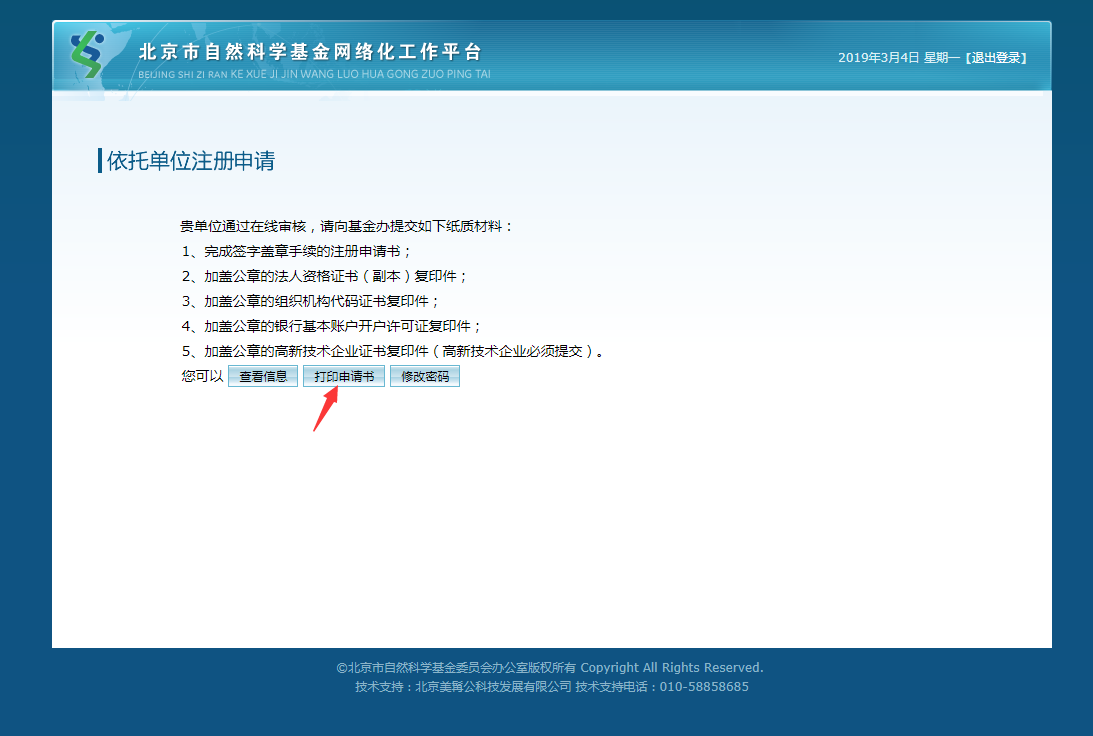 北京市自然科学基金网络化工作平台
BEIJING SHI ZI RAN KE XUE JI JIN WANG LUO HUA GONG ZUO PING TAI
2019年3月4日 星期一【退出登录】
依托单位注册申请
贵单位通过在线审核，请向基金办提交如下纸质材料：
1、完成签字盖章手续的注册申请书；
2、加盖公章的法人资格证书（副本）复印件；
3、加盖公章的组织机构代码证书复印件；
4、加盖公章的银行基本账户开户许可证复印件；
5、加盖公章的高新技术企业证书复印件（高新技术企业必须提交）。
您可以 查看信息 打印申请书 修改密码
©北京市自然科学基金委员会办公室版权所有 Copyright All Rights Reserved.
技术支持：北京美髯公科技发展有限公司 技术支持电话：010-58858685